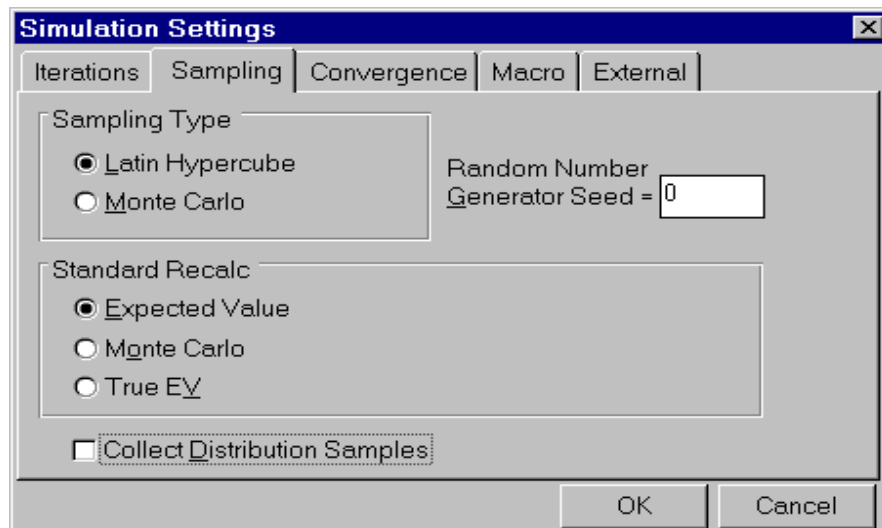 Simulation Settings
Iterations Sampling Convergence Macro External
Sampling Type
Latin Hypercube
Monte Carlo
Random Number
Generator Seed = 0
Standard Recalc
Expected Value
Monte Carlo
True EV
Collect Distribution Samples
OK Cancel